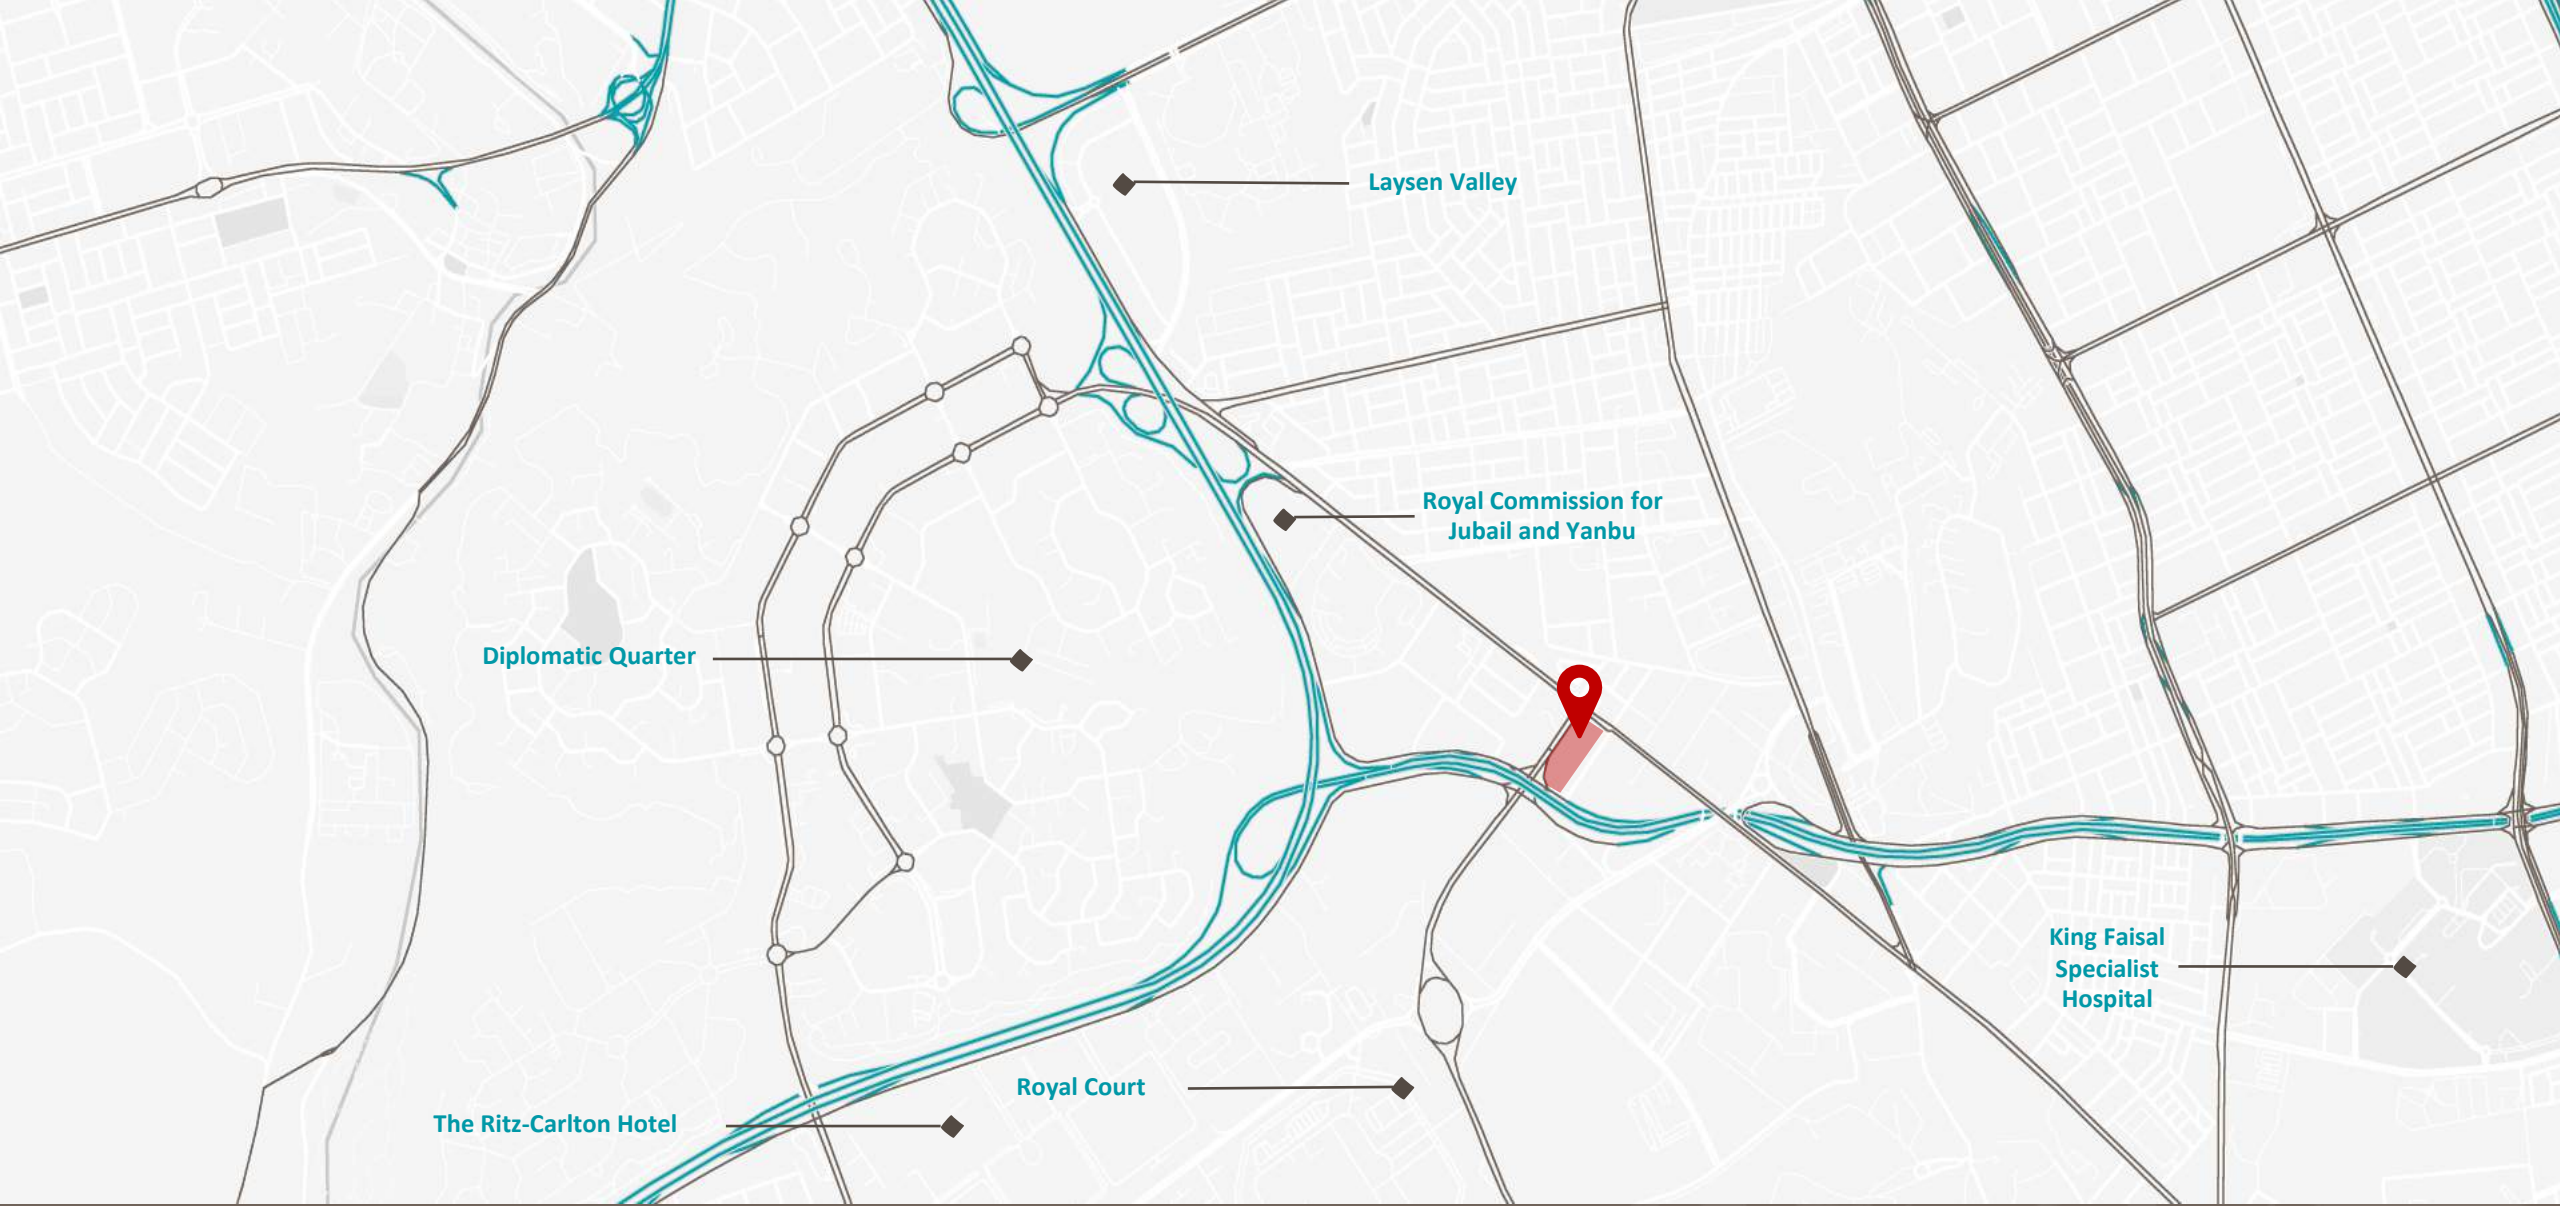 Laysen Valley
Royal Commission for
Jubail and Yanbu
Diplomatic Quarter
King Faisal
Specialist
Hospital
Royal Court
The Ritz-Carlton Hotel